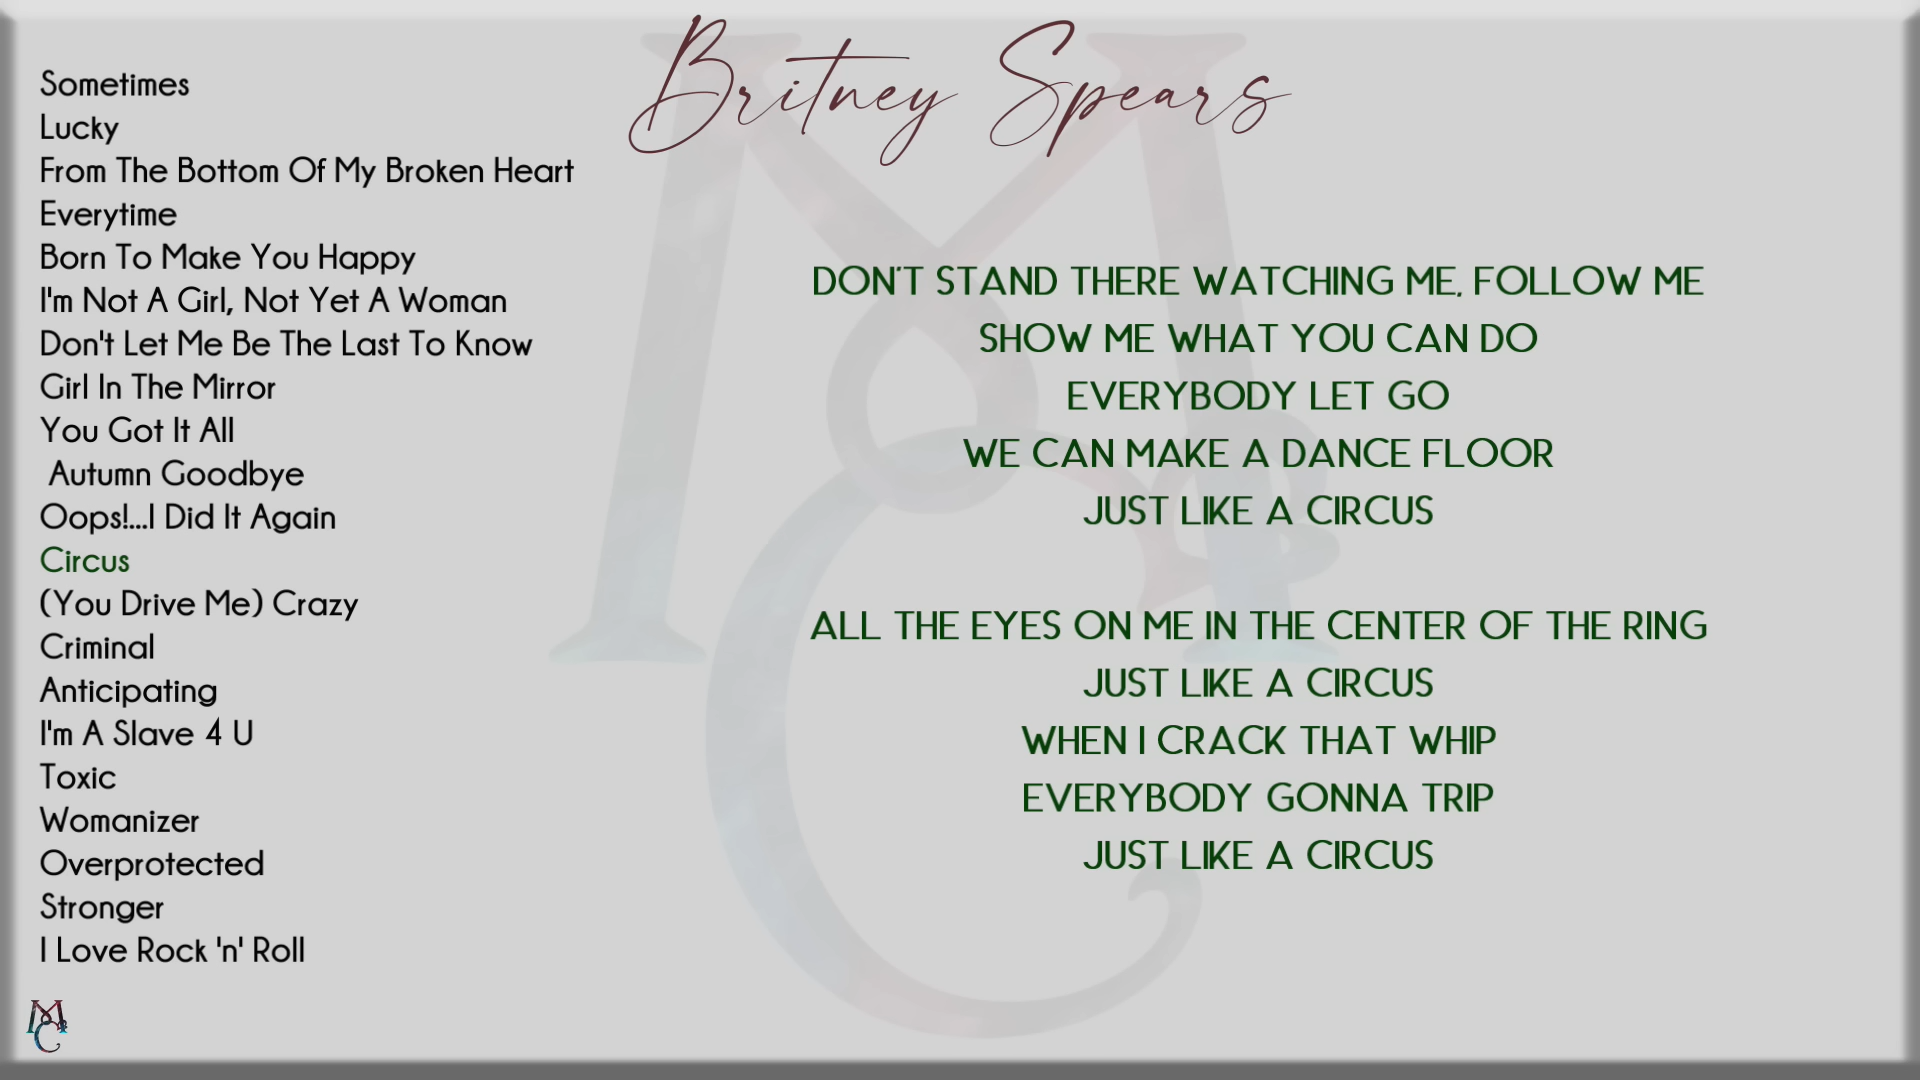 Britney Spears
Sometimes
Lucky
From The Bottom Of My Broken Heart
Everytime
Born To Make You Happy
I'm Not A Girl, Not Yet A Woman
Don't Let Me Be The Last To Know
Girl In The Mirror
You Got It All
Autumn Goodbye
Oops!...I Did It Again
Circus
(You Drive Me) Crazy
Criminal
Anticipating
I'm A Slave 4 U
Toxic
Womanizer
Overprotected
Stronger
I Love Rock 'n' Roll
DON'T STAND THERE WATCHING ME, FOLLOW ME
SHOW ME WHAT YOU CAN DO
EVERYBODY LET GO
WE CAN MAKE A DANCE FLOOR
JUST LIKE A CIRCUS
ALL THE EYES ON ME IN THE CENTER OF THE RING
JUST LIKE A CIRCUS
WHEN I CRACK THAT WHIP
EVERYBODY GONNA TRIP
JUST LIKE A CIRCUS